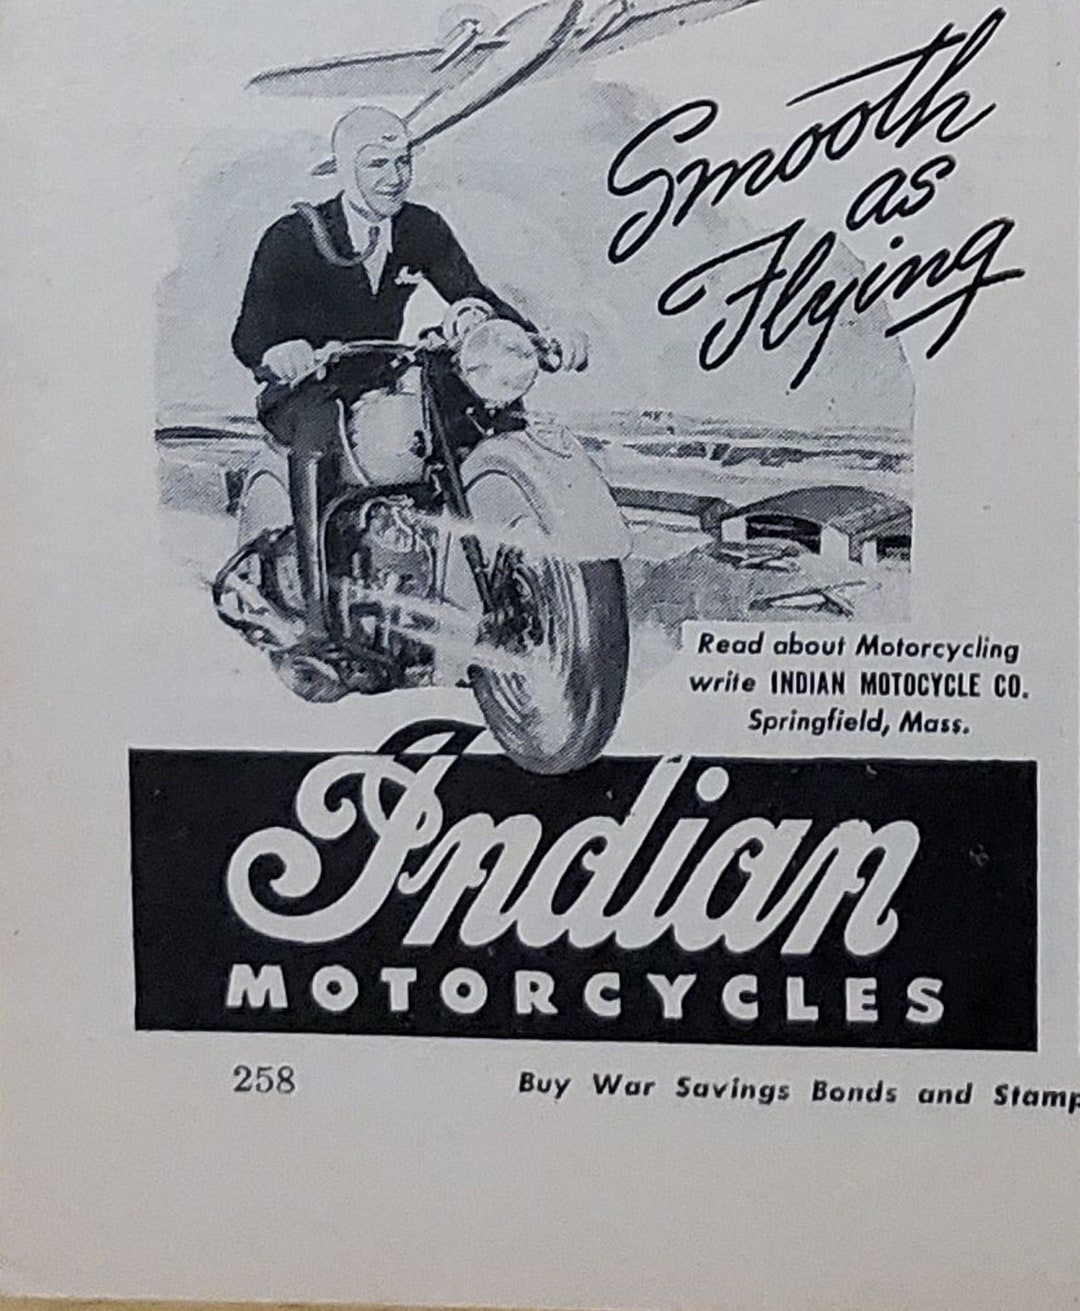 Smooth
as
Flying
Read about Motorcycling
write INDIAN MOTOCYCLE CO.
Springfield, Mass.
Indian
MOTORCYCLES
258
Buy War Savings Bonds and Stamp